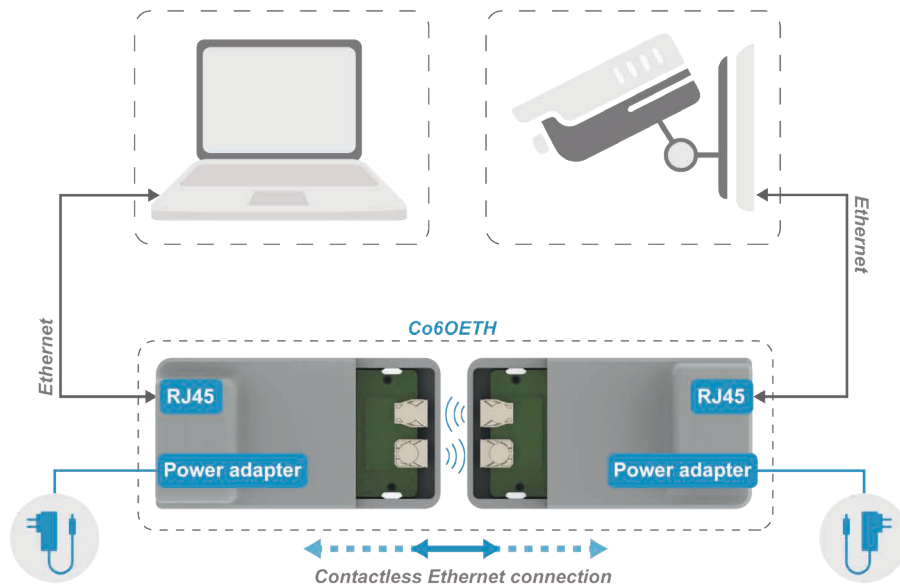 Ethernet
Ethernet
Co6OETH
RJ45
RJ45
Power adapter
Power adapter
Contactless Ethernet connection